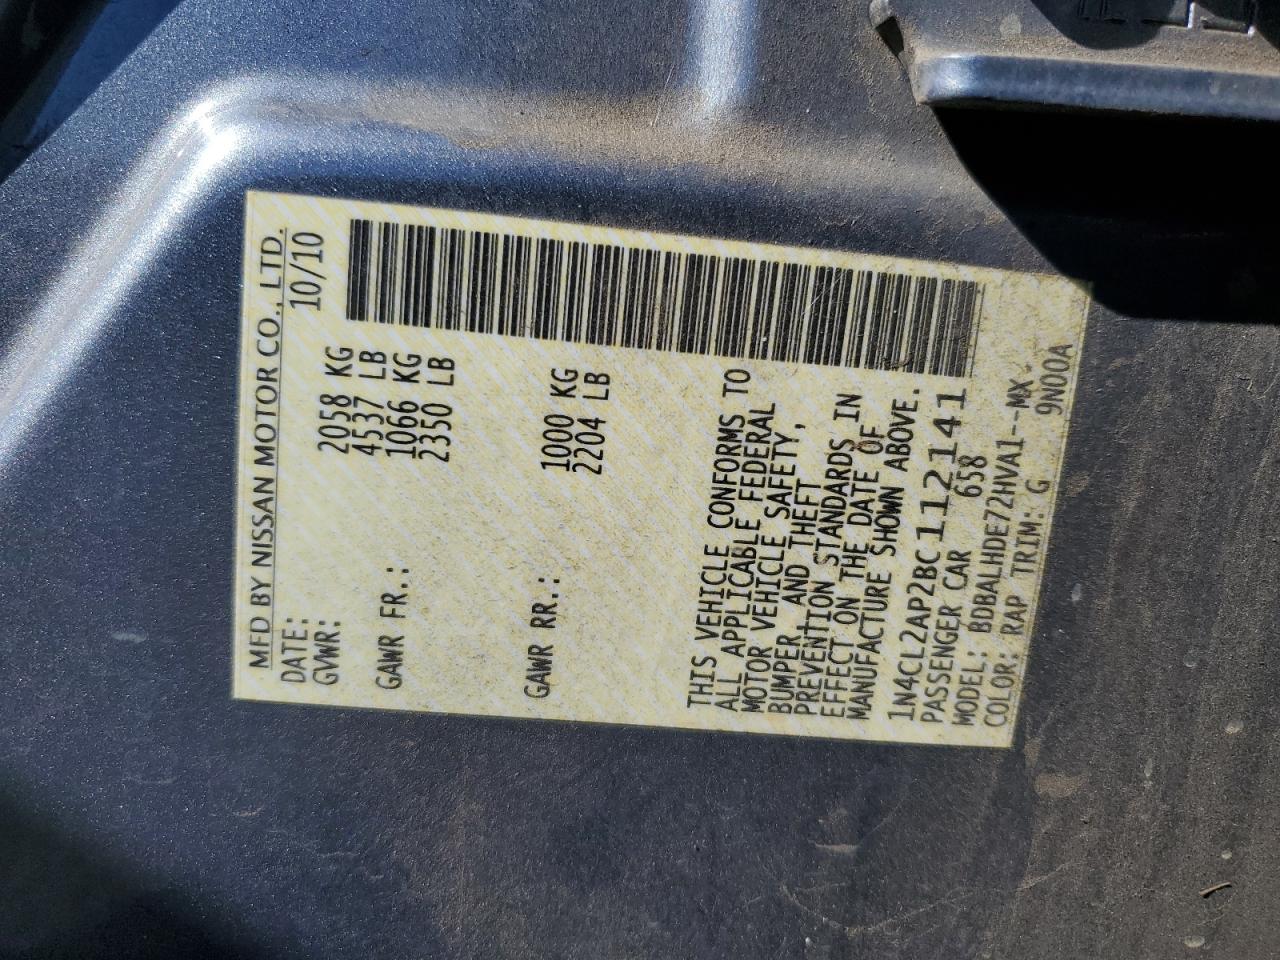 MFD BY NISSAN MOTOR CO., LTD.
DATE: 10/10
GVWR: 2058 KG
4537 LB
GAWR FR.: 1066 KG
2350 LB
GAWR RR.: 1000 KG
2204 LB
THIS VEHICLE CONFORMS TO
ALL APPLICABLE FEDERAL
MOTOR VEHICLE SAFETY,
BUMPER, AND THEFT
PREVENTION STANDARDS IN
EFFECT ON THE DATE OF
MANUFACTURE SHOWN ABOVE.
1N4CL2AP2BC112141
PASSENGER CAR 658
MODEL: BDBALHDE72HVA1--MX-
COLOR: RAP TRIM: G 9N00A